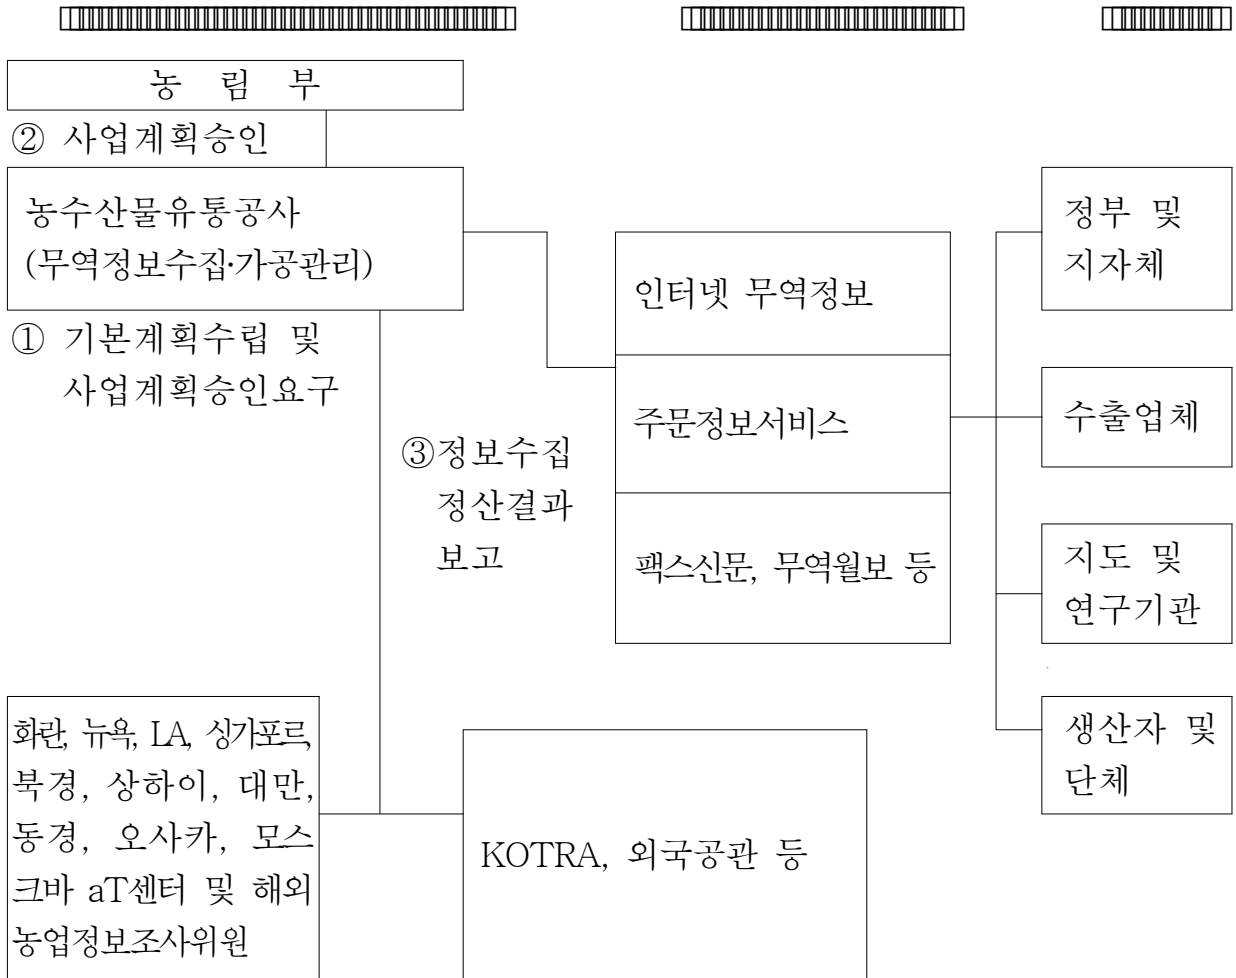 농 림 부
② 사업계획승인
농수산물유통공사
(무역정보수집·가공관리)
① 기본계획수립 및
사업계획승인요구
③정보수집
정산결과
보고
화란, 뉴욕, LA, 싱가포르,
북경, 상하이, 대만,
동경, 오사카, 모스
크바 aT센터 및 해외
농업정보조사위원
KOTRA, 외국공관 등
인터넷 무역정보
주문정보서비스
팩스신문, 무역월보 등
정부 및
지자체
수출업체
지도 및
연구기관
생산자 및
단체